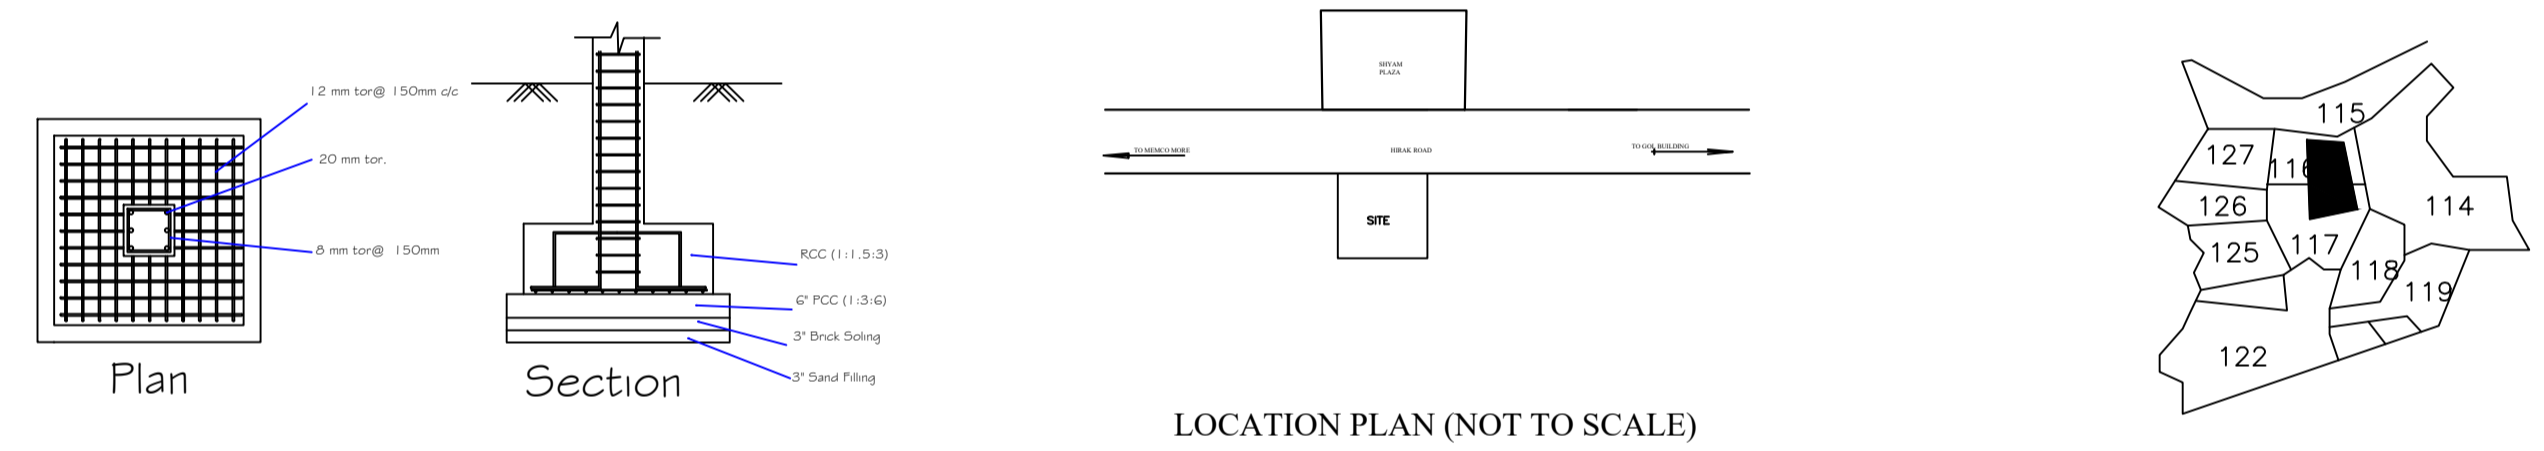 12 mm tor@ 150mm c/c
20 mm tor.
8 mm tor@ 150mm
Plan
RCC (1:1.5:3)
6" PCC (1:3:6)
3" Brick Soling
3" Sand Filling
Section
SHYAM
PLAZA
TO MEMCO MORE
HIRAK ROAD
TO GOL BUILDING
SITE
LOCATION PLAN (NOT TO SCALE)
115
127
116
126
114
125
117
118
119
122